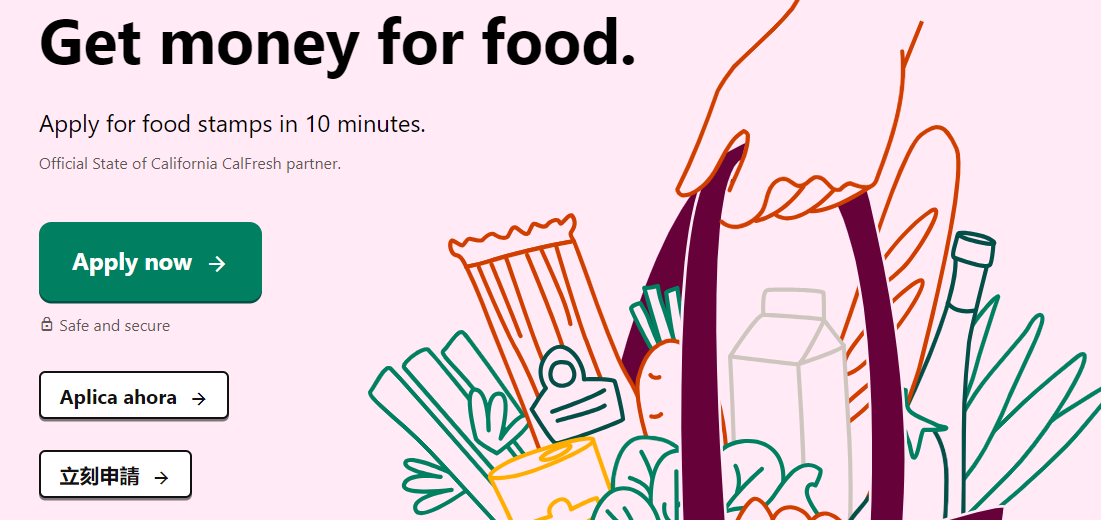 Get money for food.
Apply for food stamps in 10 minutes.
Official State of California CalFresh partner.
Apply now →
Safe and secure
Aplica ahora →
立刻申請 →